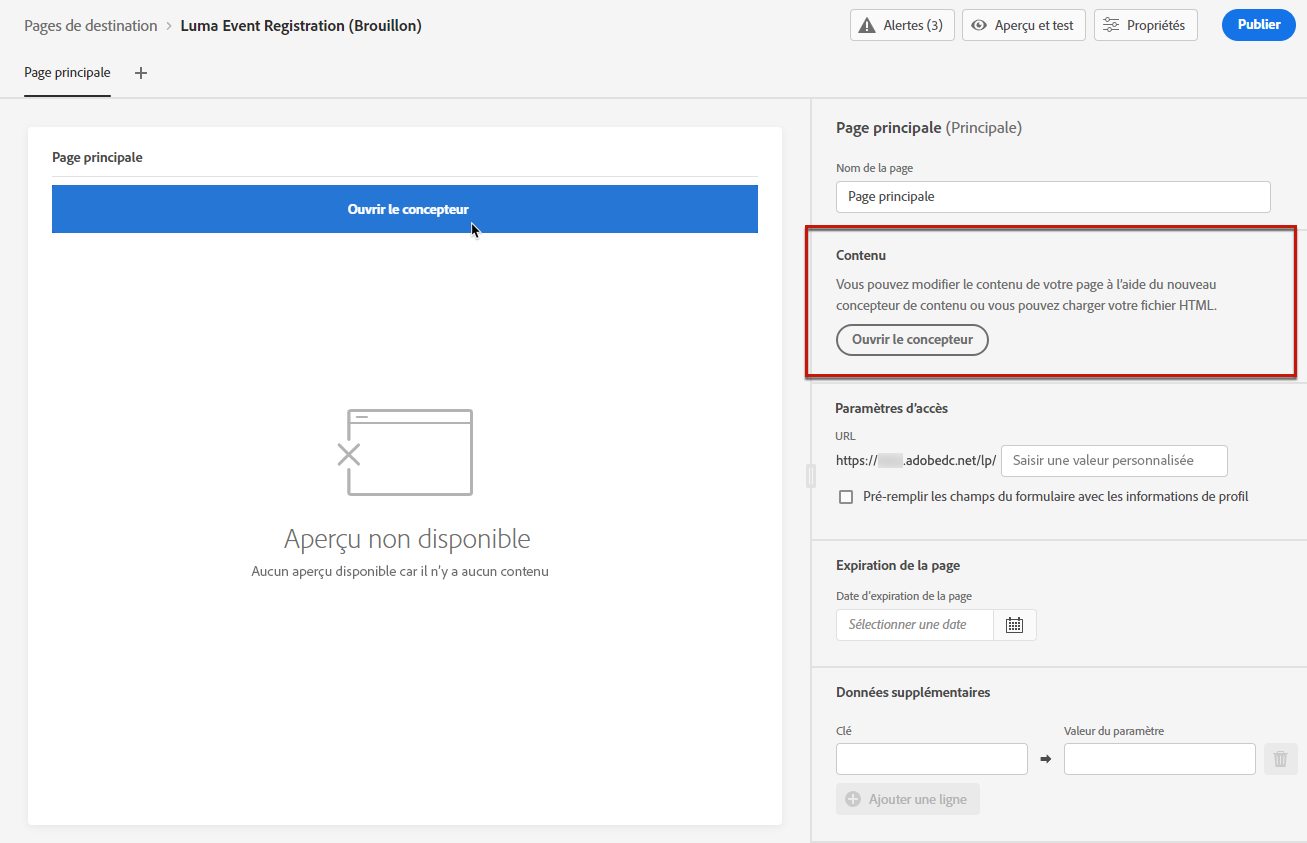 Pages de destination > Luma Event Registration (Brouillon)
Alertes (3)
Aperçu et test
Propriétés
Publier
Page principale
Page principale
Ouvrir le concepteur
Aperçu non disponible
Aucun aperçu disponible car il n’y a aucun contenu
Page principale (Principale)
Nom de la page
Page principale
Contenu
Vous pouvez modifier le contenu de votre page à l’aide du nouveau
concepteur de contenu ou vous pouvez charger votre fichier HTML.
Ouvrir le concepteur
Paramètres d’accès
URL
https:// .adobedc.net/lp/ Saisir une valeur personnalisée
Pré-remplir les champs du formulaire avec les informations de profil
Expiration de la page
Date d’expiration de la page
Sélectionner une date
Données supplémentaires
Clé
Valeur du paramètre
Ajouter une ligne